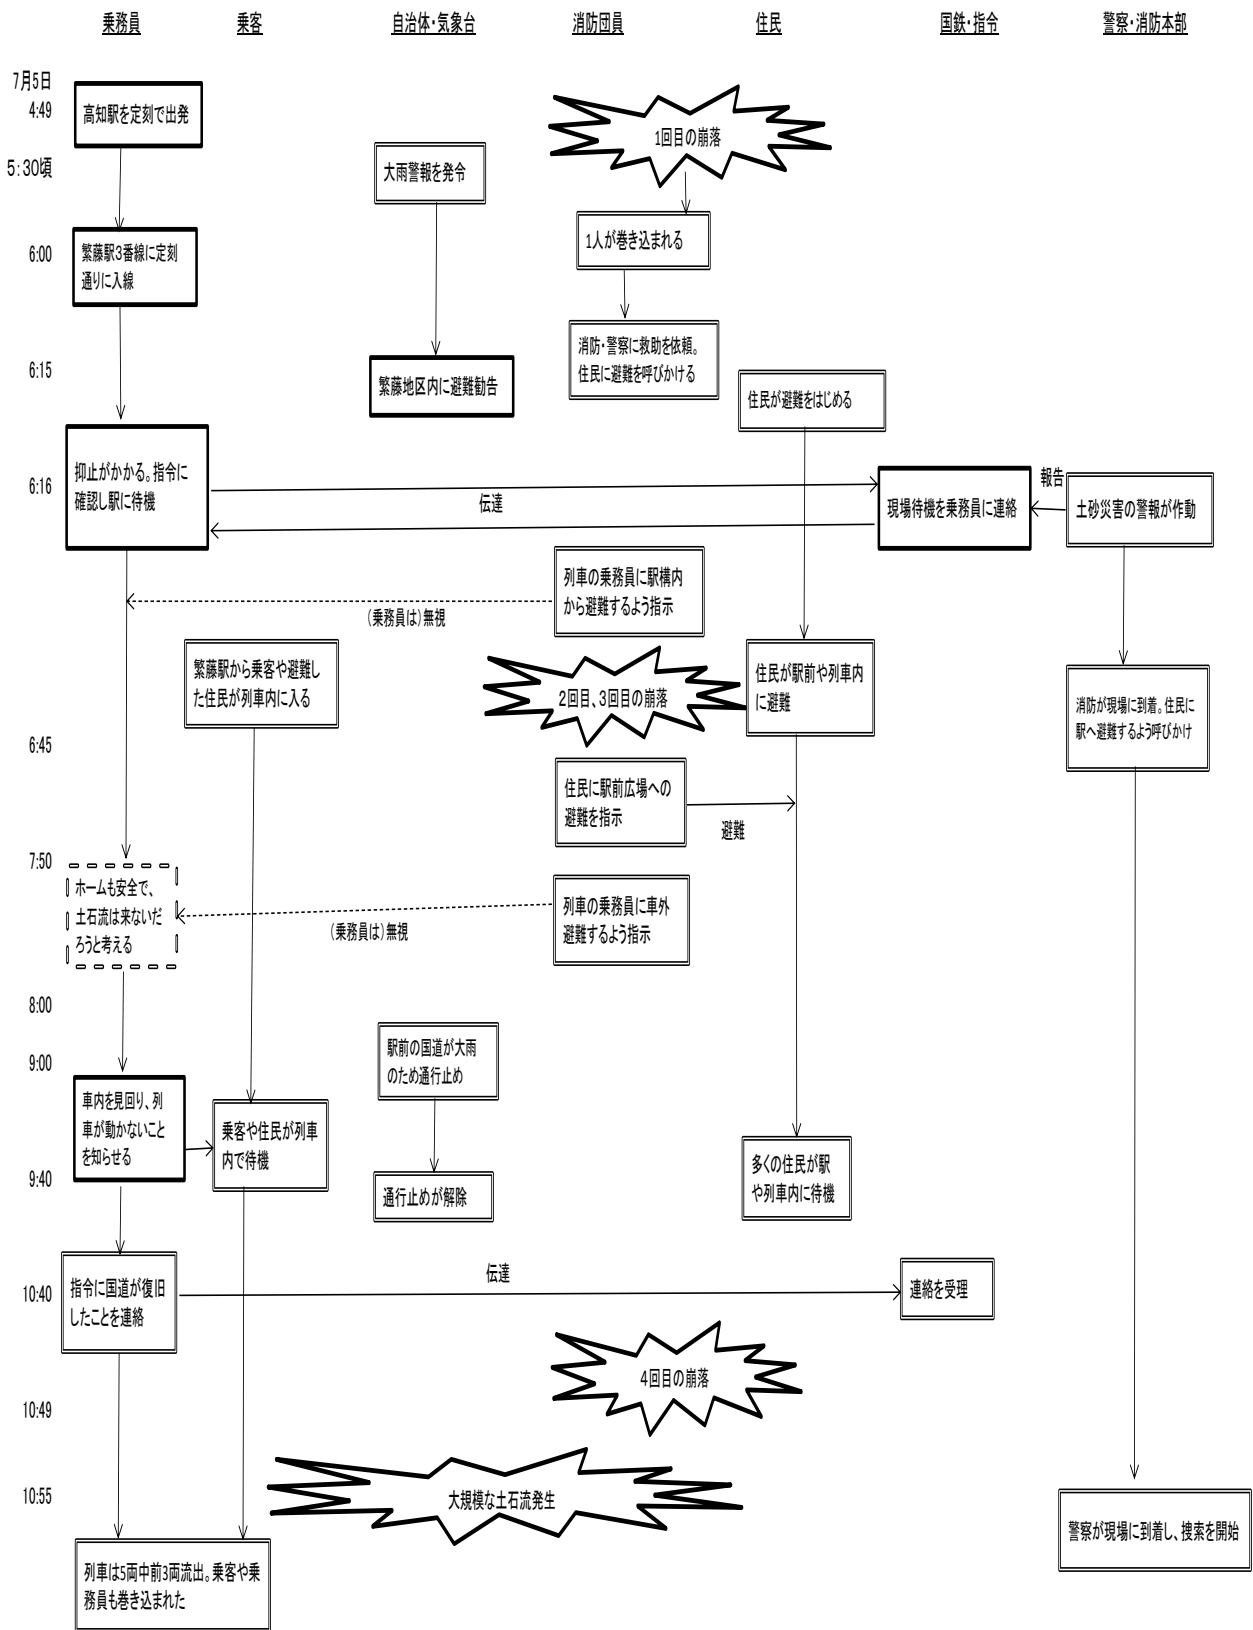 乗務員
乗客
自治体・気象台
消防団員
住民
国鉄・指令
警察・消防本部
7月5日
4:49
高知駅を定刻で出発
1回目の崩落
5:30頃
大雨警報を発令
6:00
繁藤駅3番線に定刻
通りに入線
1人が巻き込まれる
消防・警察に救助を依頼。
住民に避難を呼びかける
6:15
繁藤地区内に避難勧告
住民が避難をはじめる
6:16
抑止がかかる。指令に
確認し駅に待機
伝達
現場待機を乗務員に連絡
報告
土砂災害の警報が作動
列車の乗務員に駅構内
から避難するよう指示
(乗務員は)無視
繁藤駅から乗客や避難し
た住民が列車内に入る
2回目、3回目の崩落
住民が駅前や列車内
に避難
消防が現場に到着。住民に
駅へ避難するよう呼びかけ
6:45
住民に駅前広場への
避難を指示
避難
7:50
ホームも安全で、
土石流は来ないだ
ろうと考える
列車の乗務員に車外
避難するよう指示
(乗務員は)無視
8:00
駅前の国道が大雨
のため通行止め
9:00
車内を見回り、列
車が動かないこと
を知らせる
乗客や住民が列車
内で待機
多くの住民が駅
や列車内に待機
9:40
通行止めが解除
10:40
指令に国道が復旧
したことを連絡
伝達
連絡を受理
4回目の崩落
10:49
10:55
大規模な土石流発生
警察が現場に到着し、捜索を開始
列車は5両中前3両流出。乗客や乗
務員も巻き込まれた